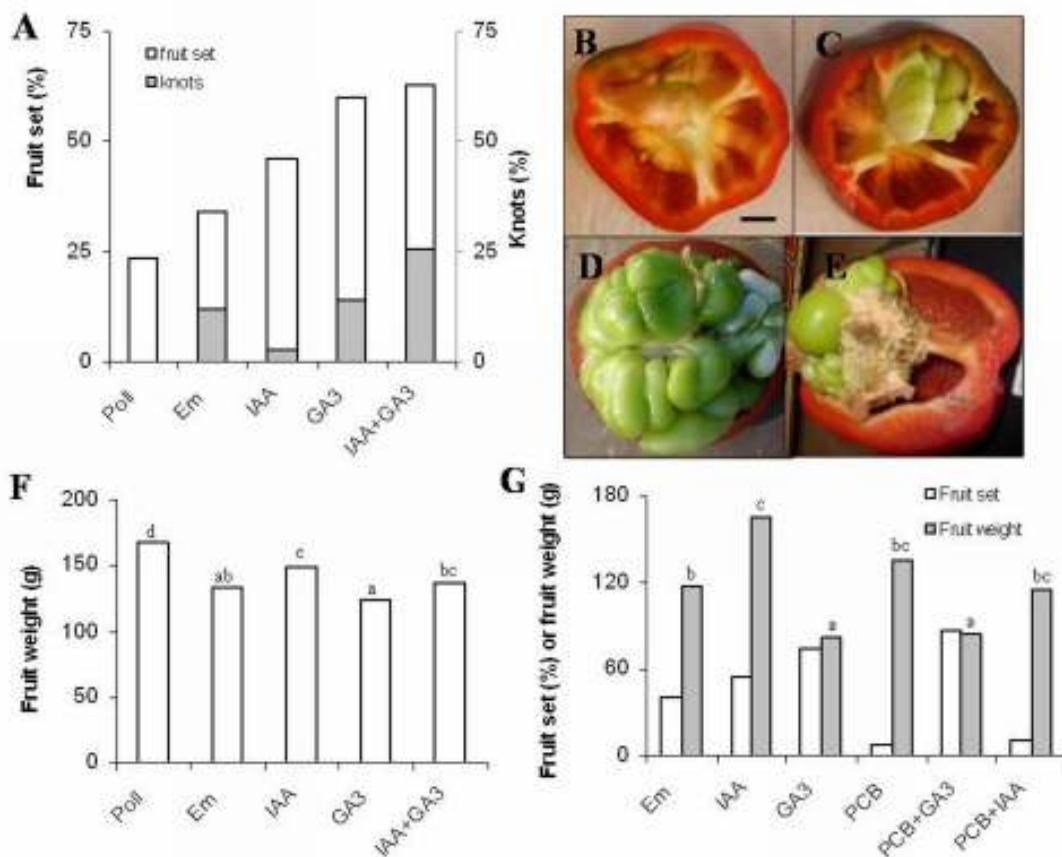 A
75
50
25
0
Fruit set (%)
fruit set
knots
75
50
25
0
Knots (%)
Poll
Em
IAA
GA3
IAA+GA3
B
C
D
E
F
200
150
100
50
0
Fruit weight (g)
d
ab
c
a
bc
Poll
Em
IAA
GA3
IAA+GA3
G
180
120
60
0
Fruit set (%) or fruit weight (g)
Fruit set
Fruit weight
b
c
a
bc
a
bc
Em
IAA
GA3
PCB
PCB+GA3
PCB+IAA